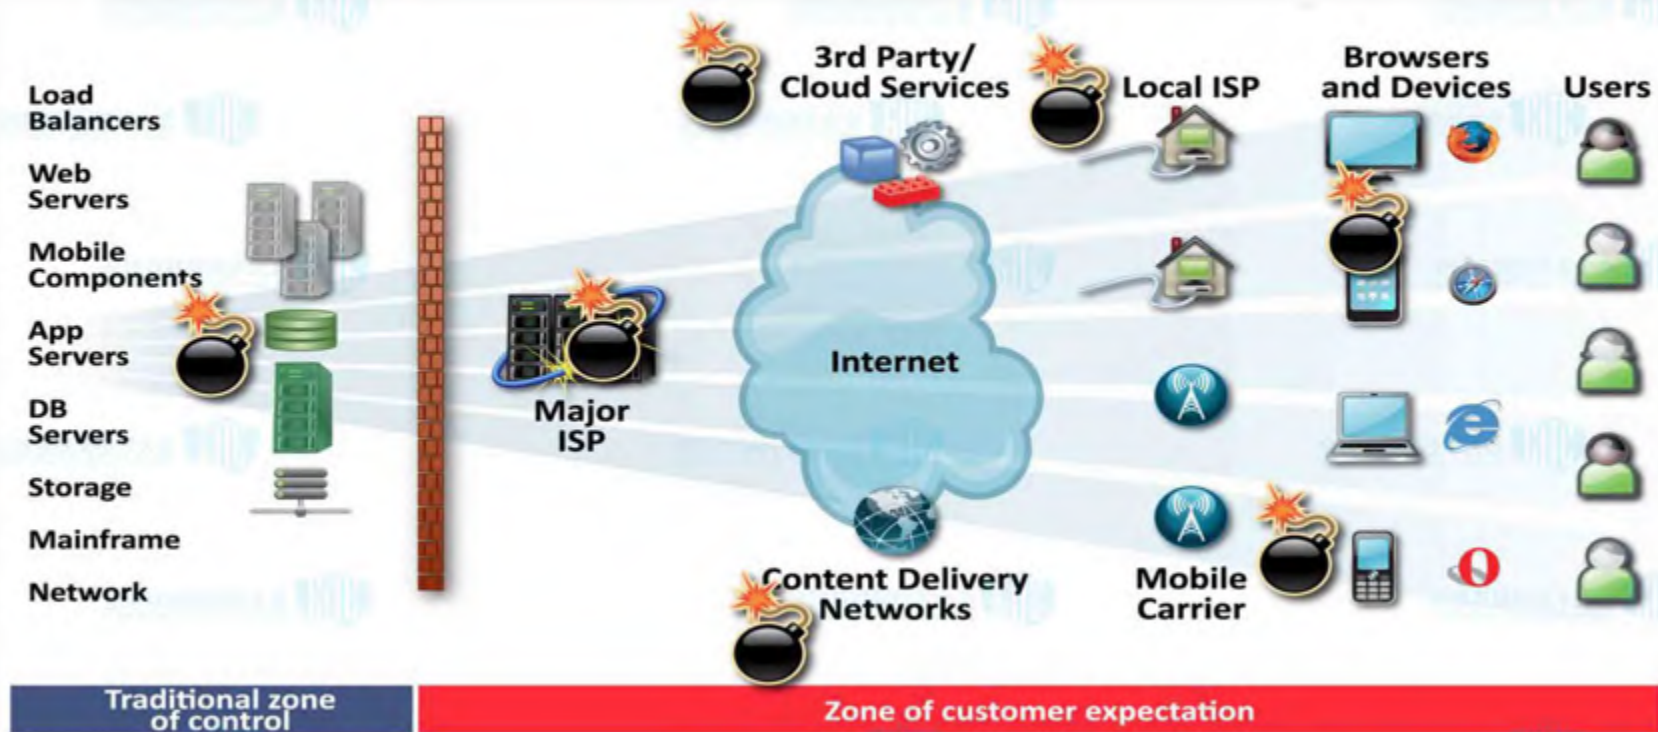 Load
Balancers
Web
Servers
Mobile
Components
App
Servers
DB
Servers
Storage
Mainframe
Network
Major
ISP
3rd Party/
Cloud Services
Internet
Content Delivery
Networks
Local ISP
Mobile
Carrier
Browsers
and Devices
Users
Traditional zone
of control
Zone of customer expectation